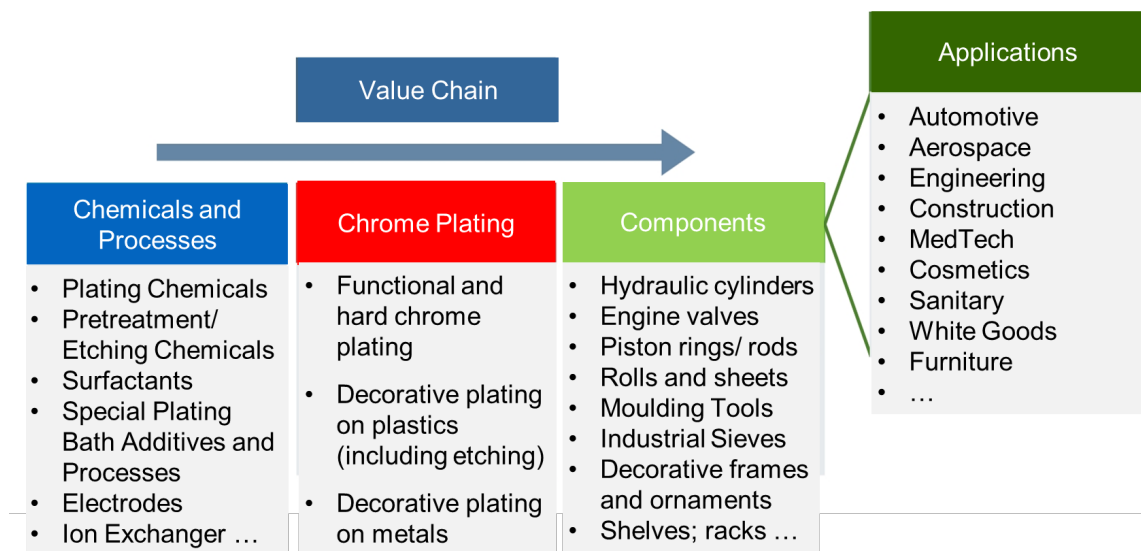 Value Chain
Chemicals and
Processes
• Plating Chemicals
• Pretreatment/
Etching Chemicals
• Surfactants
• Special Plating
Bath Additives and
Processes
• Electrodes
• Ion Exchanger …
Chrome Plating
• Functional and
hard chrome
plating
• Decorative plating
on plastics
(including etching)
• Decorative plating
on metals
Components
• Hydraulic cylinders
• Engine valves
• Piston rings/ rods
• Rolls and sheets
• Moulding Tools
• Industrial Sieves
• Decorative frames
and ornaments
• Shelves; racks …
Applications
• Automotive
• Aerospace
• Engineering
• Construction
• MedTech
• Cosmetics
• Sanitary
• White Goods
• Furniture
• …